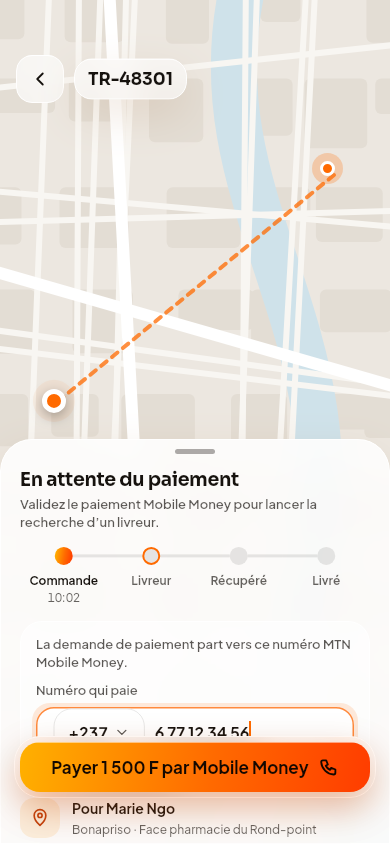 TR-48301
En attente du paiement
Validez le paiement Mobile Money pour lancer la
recherche d’un livreur.
Commande
Livreur
Récupéré
Livré
10:02
La demande de paiement part vers ce numéro MTN
Mobile Money.
Numéro qui paie
+237 6 77 12 34 56
Payer 1 500 F par Mobile Money
Pour Marie Ngo
Bonapriso · Face pharmacie du Rond-point